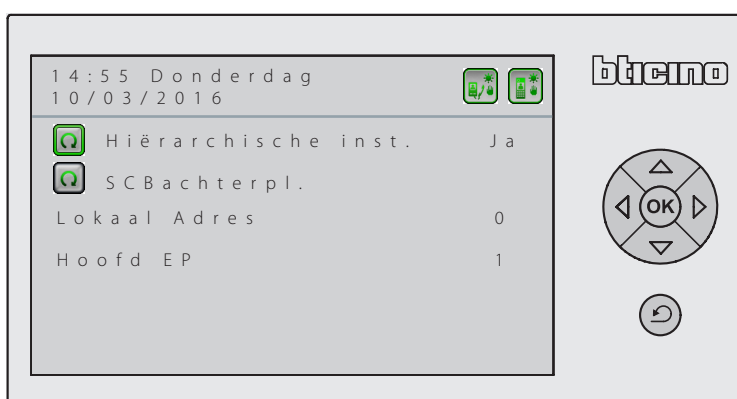 14:55 Donderdag
10/03/2016
bticino
Hiërarchische inst. Ja
SCBachterpl.
Lokaal Adres 0
Hoofd EP 1
OK